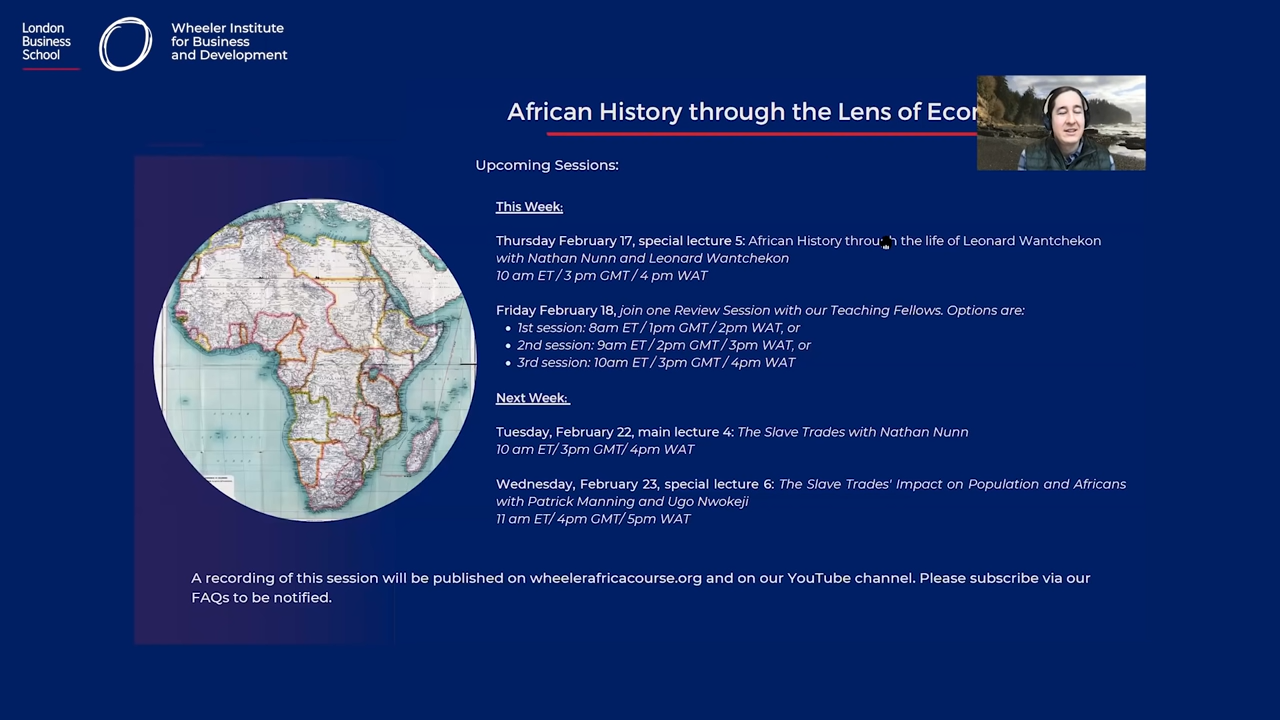 London
Business
School
Wheeler Institute
for Business
and Development
African History through the Lens of
Upcoming Sessions:
This Week:
Thursday February 17, special lecture 5: African History through the life of Leonard Wantchekon
with Nathan Nunn and Leonard Wantchekon
10 am ET / 3 pm GMT / 4 pm WAT
Friday February 18, join one Review Session with our Teaching Fellows. Options are:
• 1st session: 8am ET / 1pm GMT / 2pm WAT, or
• 2nd session: 9am ET / 2pm GMT / 3pm WAT, or
• 3rd session: 10am ET / 3pm GMT / 4pm WAT
Next Week:
Tuesday, February 22, main lecture 4: The Slave Trades with Nathan Nunn
10 am ET/ 3pm GMT/ 4pm WAT
Wednesday, February 23, special lecture 6: The Slave Trades' Impact on Population and Africans
with Patrick Manning and Ugo Nwokeji
11 am ET/ 4pm GMT/ 5pm WAT
A recording of this session will be published on wheelerafricacourse.org and on our YouTube channel. Please subscribe via our
FAQs to be notified.